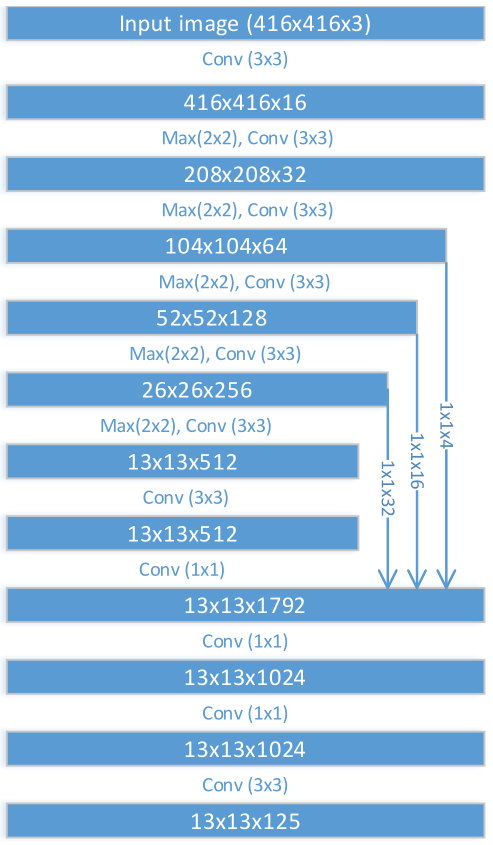 Input image (416x416x3)
Conv (3x3)
416x416x16
Max(2x2), Conv (3x3)
208x208x32
Max(2x2), Conv (3x3)
104x104x64
Max(2x2), Conv (3x3)
52x52x128
Max(2x2), Conv (3x3)
26x26x256
Max(2x2), Conv (3x3)
13x13x512
Conv (3x3)
13x13x512
Conv (1x1)
1x1x32
1x1x16
1x1x4
13x13x1792
Conv (1x1)
13x13x1024
Conv (1x1)
13x13x1024
Conv (3x3)
13x13x125